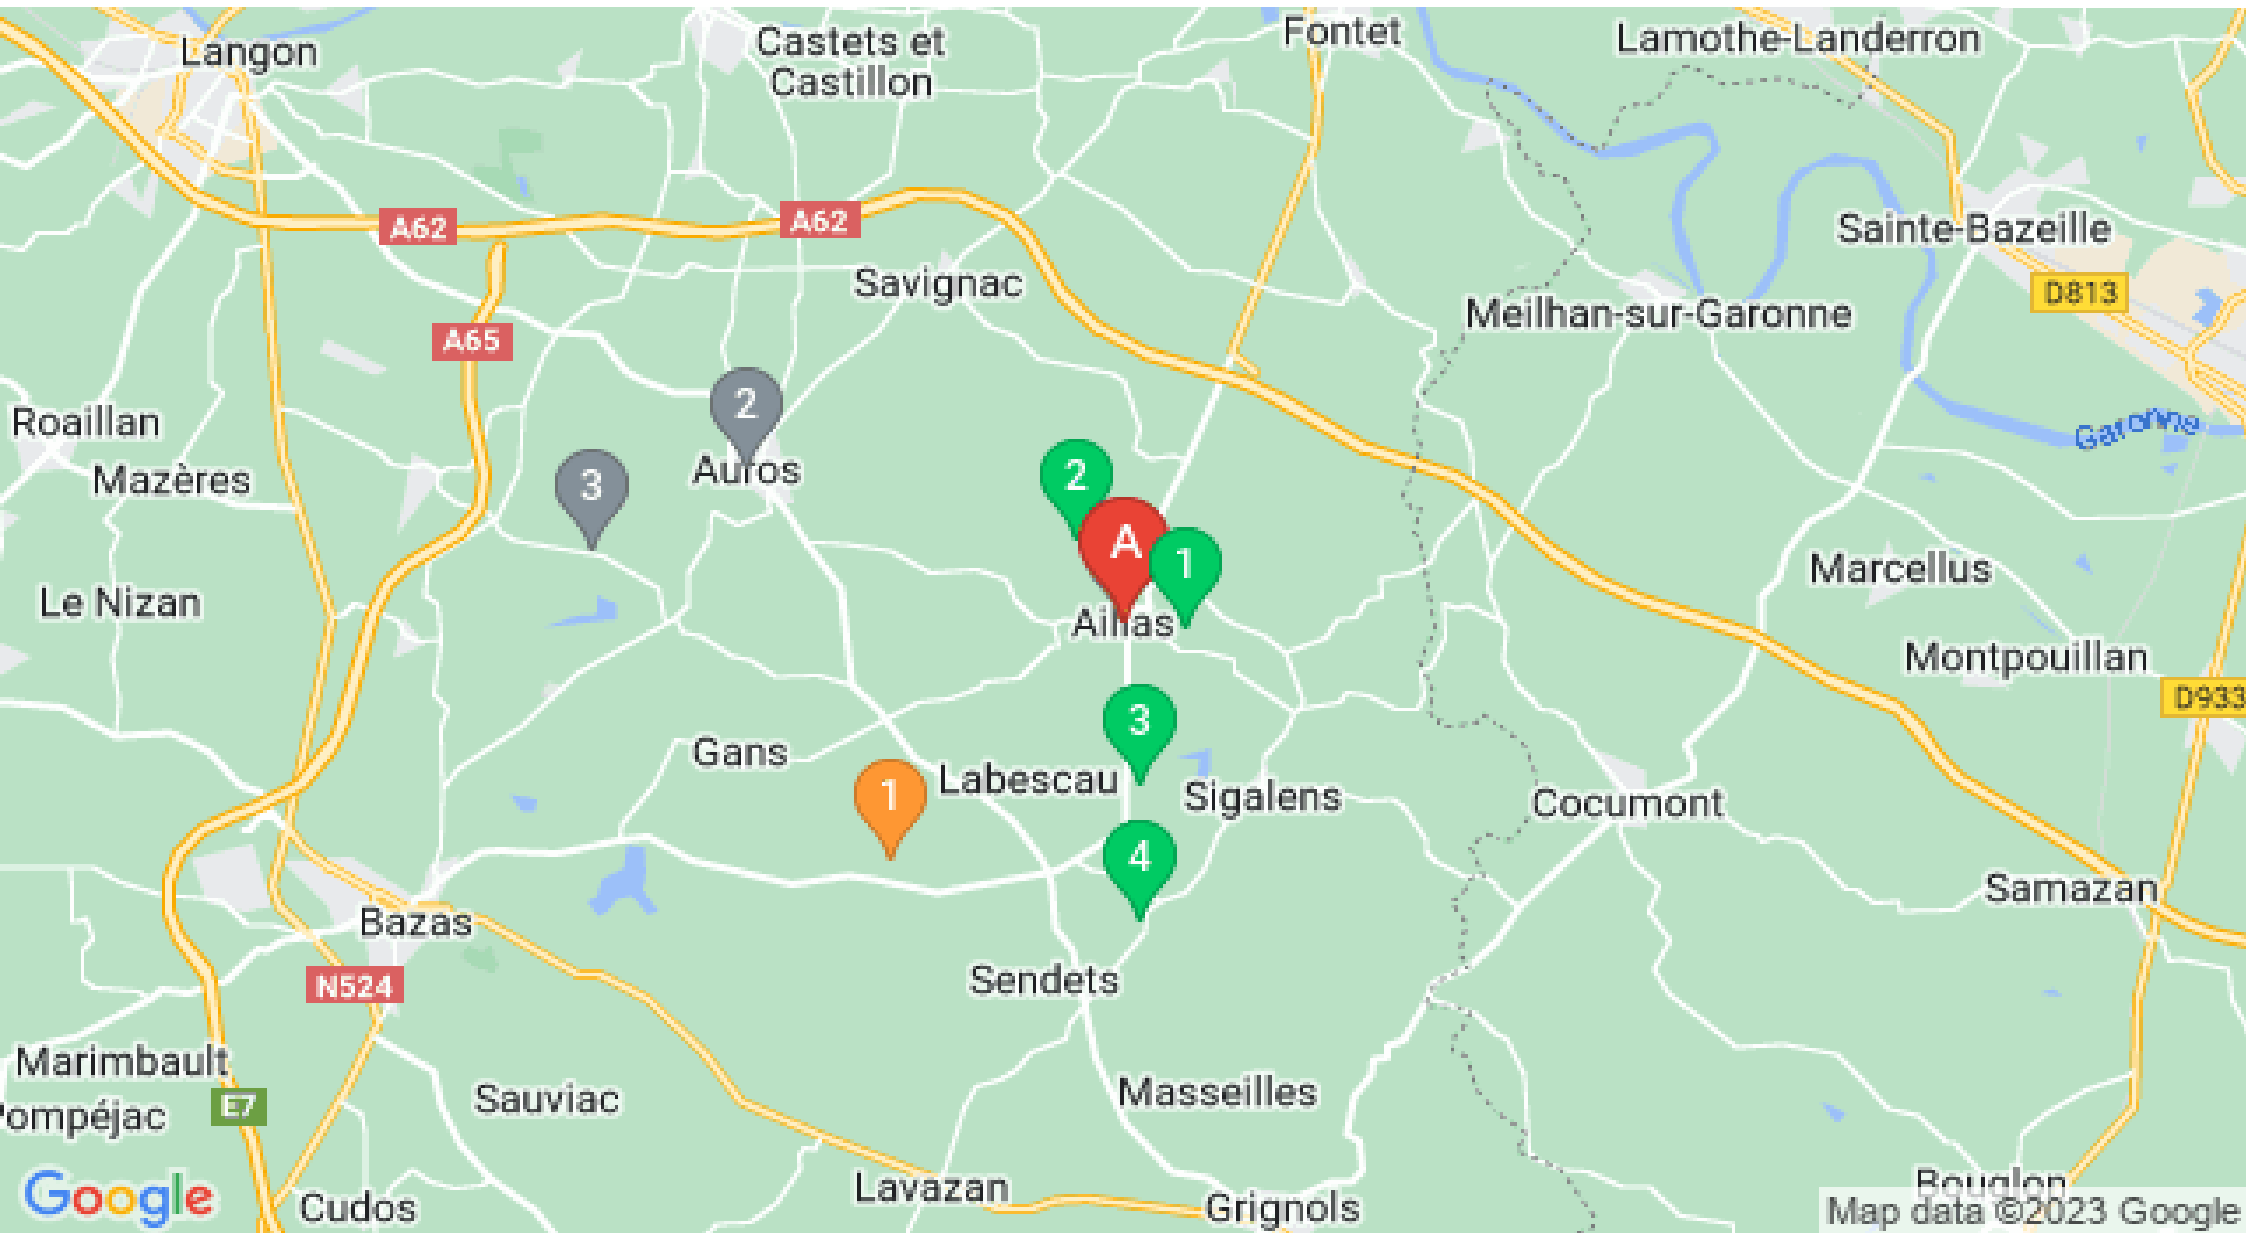 Langon
Castets et
Castillon
Fontet
Lamothe-Landerron
A62
A62
Sainte-Bazeille
Savignac
D813
Meilhan-sur-Garonne
A65
2
Roaillan
Garonne
Mazères
Auros
2
3
A
1
Marcellus
Le Nizan
Aillas
Montpouillan
D933
3
Gans
Labescau
1
Sigalens
Cocumont
4
Samazan
Bazas
N524
Sendets
Marimbault
Masseilles
Sauviac
E7
Pompéjac
Lavazan
Bouglon
Google
Cudos
Grignols
Map data ©2023 Google